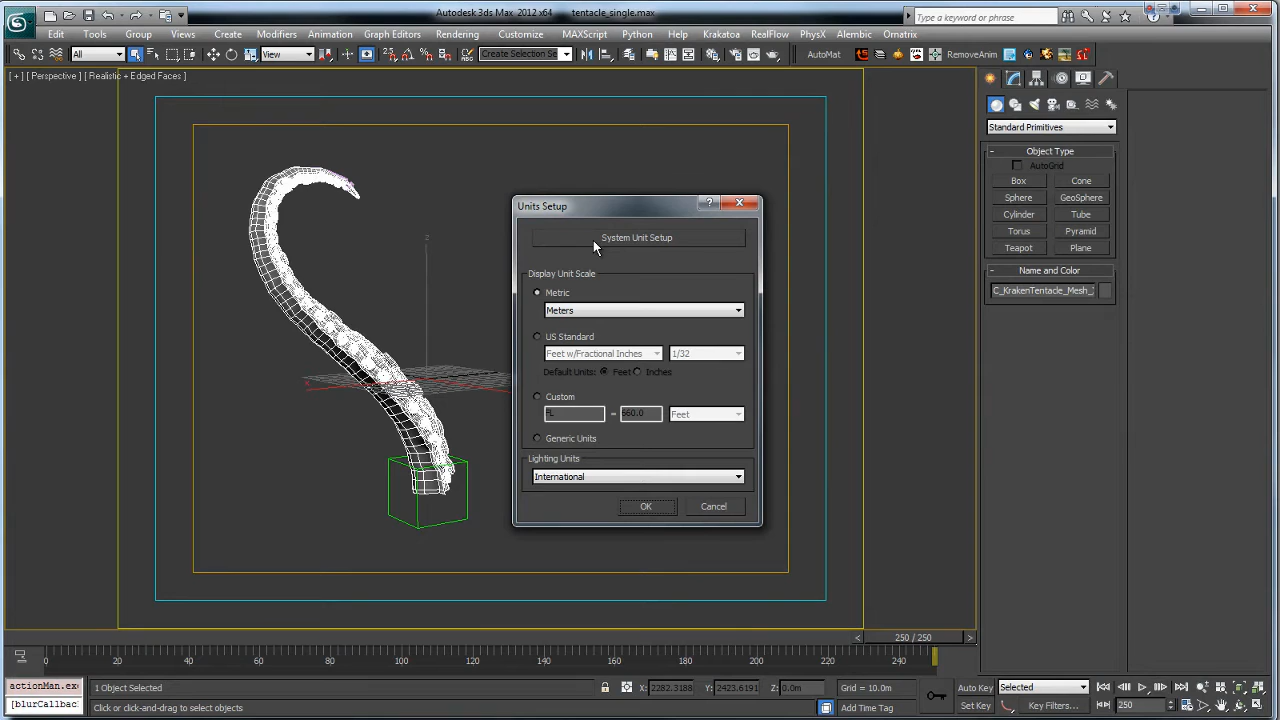 Autodesk 3ds Max 2012 x64 tentacle_single.max
Type a keyword or phrase
Edit Tools Group Views Create Modifiers Animation Graph Editors Rendering Customize MAXScript Python Help Krakatoa RealFlow PhysX Alembic Ornatrix
All View Create Selection Se AutoMat RemoveAnim
[ + ] [ Perspective ] [ Realistic + Edged Faces ]
Standard Primitives
Object Type
AutoGrid
Box Cone
Sphere GeoSphere
Cylinder Tube
Torus Pyramid
Teapot Plane
Name and Color
C_KrakenTentacle_Mesh_
Units Setup
System Unit Setup
Display Unit Scale
Metric
Meters
US Standard
Feet w/Fractional Inches 1/32
Default Units: Feet Inches
Custom
FL = 660.0 Feet
Generic Units
Lighting Units
International
OK Cancel
z
x
< 250 / 250 >
0 20 40 60 80 100 120 140 160 180 200 220 240
actionMan.exe 1 Object Selected X: 2282.3188 Y: 2423.6191 Z: 0.0m Grid = 10.0m Auto Key Selected
[blurCallbac Click or click-and-drag to select objects Add Time Tag Set Key Key Filters... 250